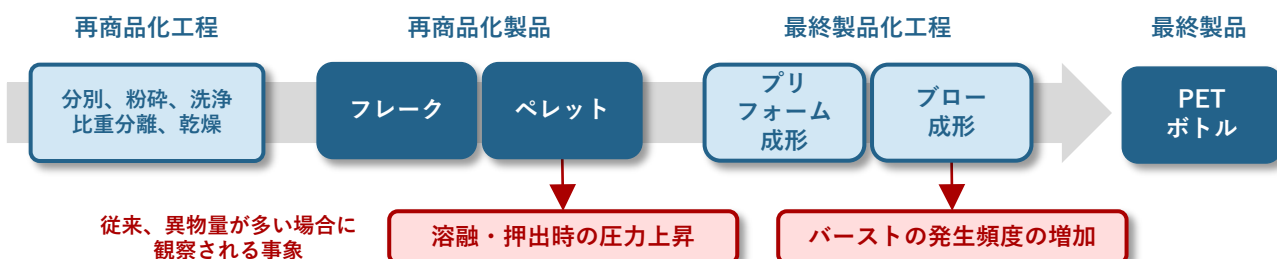 再商品化工程
再商品化製品
最終製品化工程
最終製品
分別、粉砕、洗浄
比重分離、乾燥
フレーク
ペレット
プリ
フォーム
成形
ブロー
成形
PET
ボトル
従来、異物量が多い場合に
観察される事象
溶融・押出時の圧力上昇
バーストの発生頻度の増加